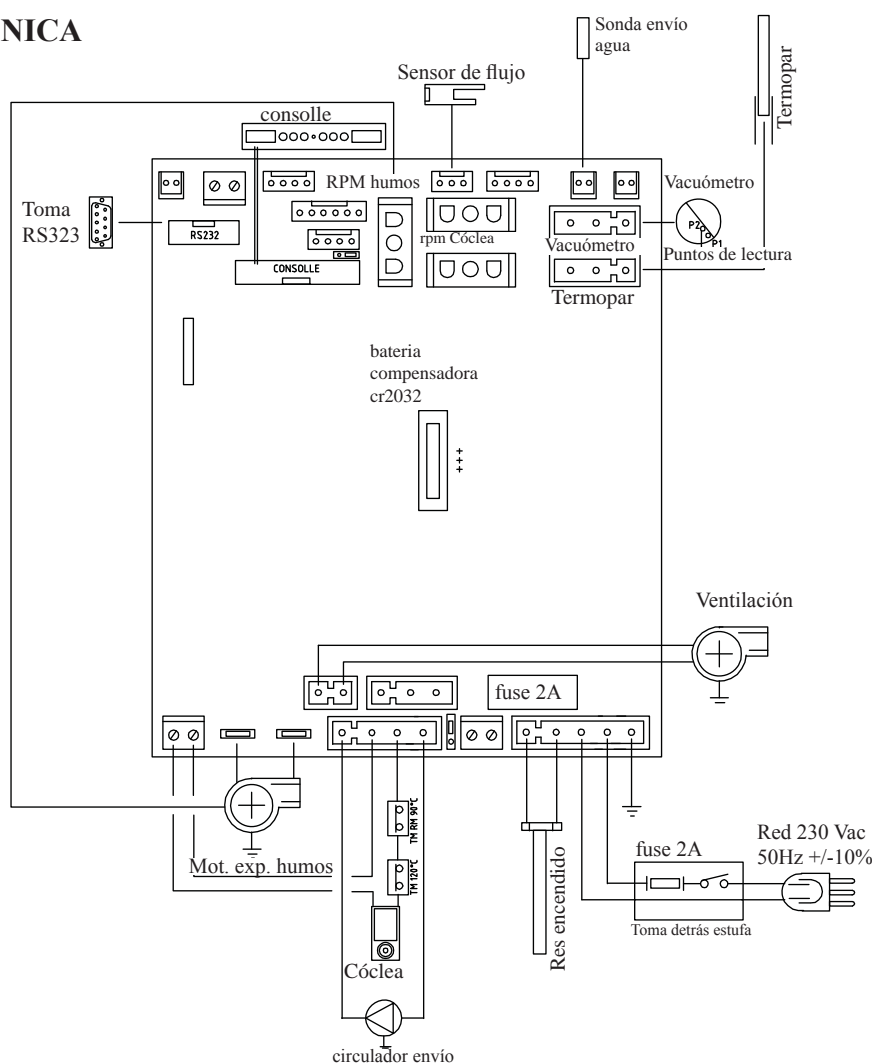 NICA
Sonda envío
agua
Sensor de flujo
Termopar
consolle
RPM humos
Vacuómetro
Toma
RS323
RS232
rpm Cóclea
Vacuómetro
P2
P1
Puntos de lectura
CONSOLLE
Termopar
bateria
compensadora
cr2032
+++
Ventilación
fuse 2A
TM RM 90°C
Mot. exp. humos
TM 120°C
Cóclea
Res encendido
fuse 2A
Red 230 Vac
50Hz +/-10%
Toma detrás estufa
circulador envío